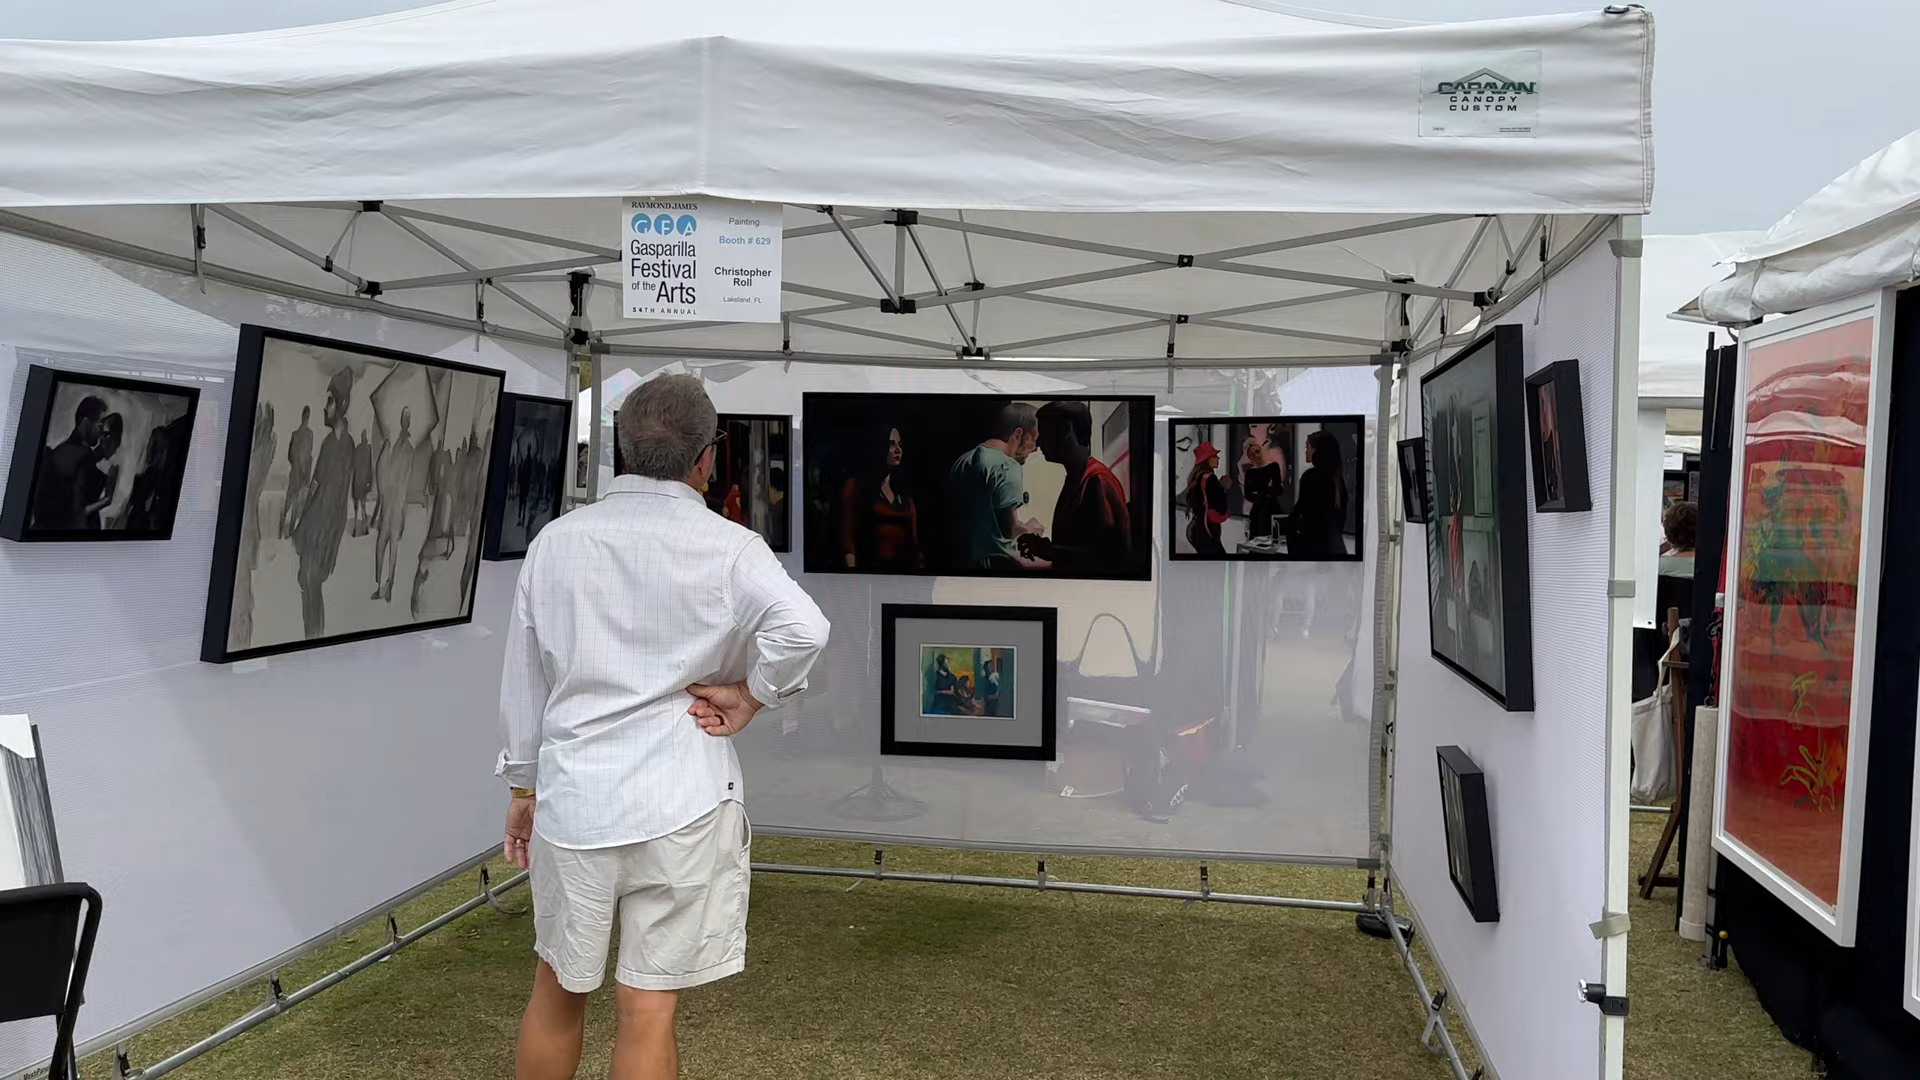 CARAVAN
CANOPY
CUSTOM
RAYMOND JAMES
GFA
Gasparilla
Festival
of the Arts
54TH ANNUAL
Painting
Booth # 629
Christopher
Roll
Lakeland, FL